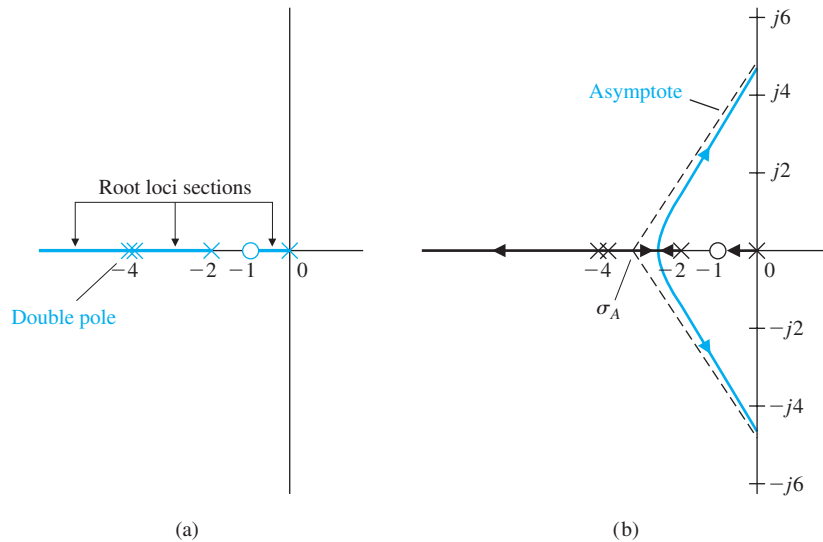 Root loci sections
−4
−2
−1
0
Double pole
(a)
j6
Asymptote
j4
j2
−4
−2
−1
0
σA
−j2
−j4
−j6
(b)